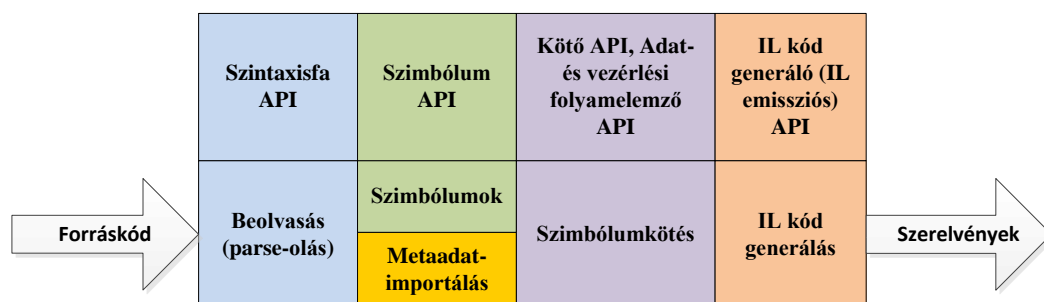 Szintaxisfa
API
Szimbólum
API
Kötő API, Adat-
és vezérlési
folyamelemző
API
IL kód
generáló (IL
emissziós)
API
Forráskód
Beolvasás
(parse-olás)
Szimbólumok
Metaadat-
importálás
Szimbólumkötés
IL kód
generálás
Szerelvények